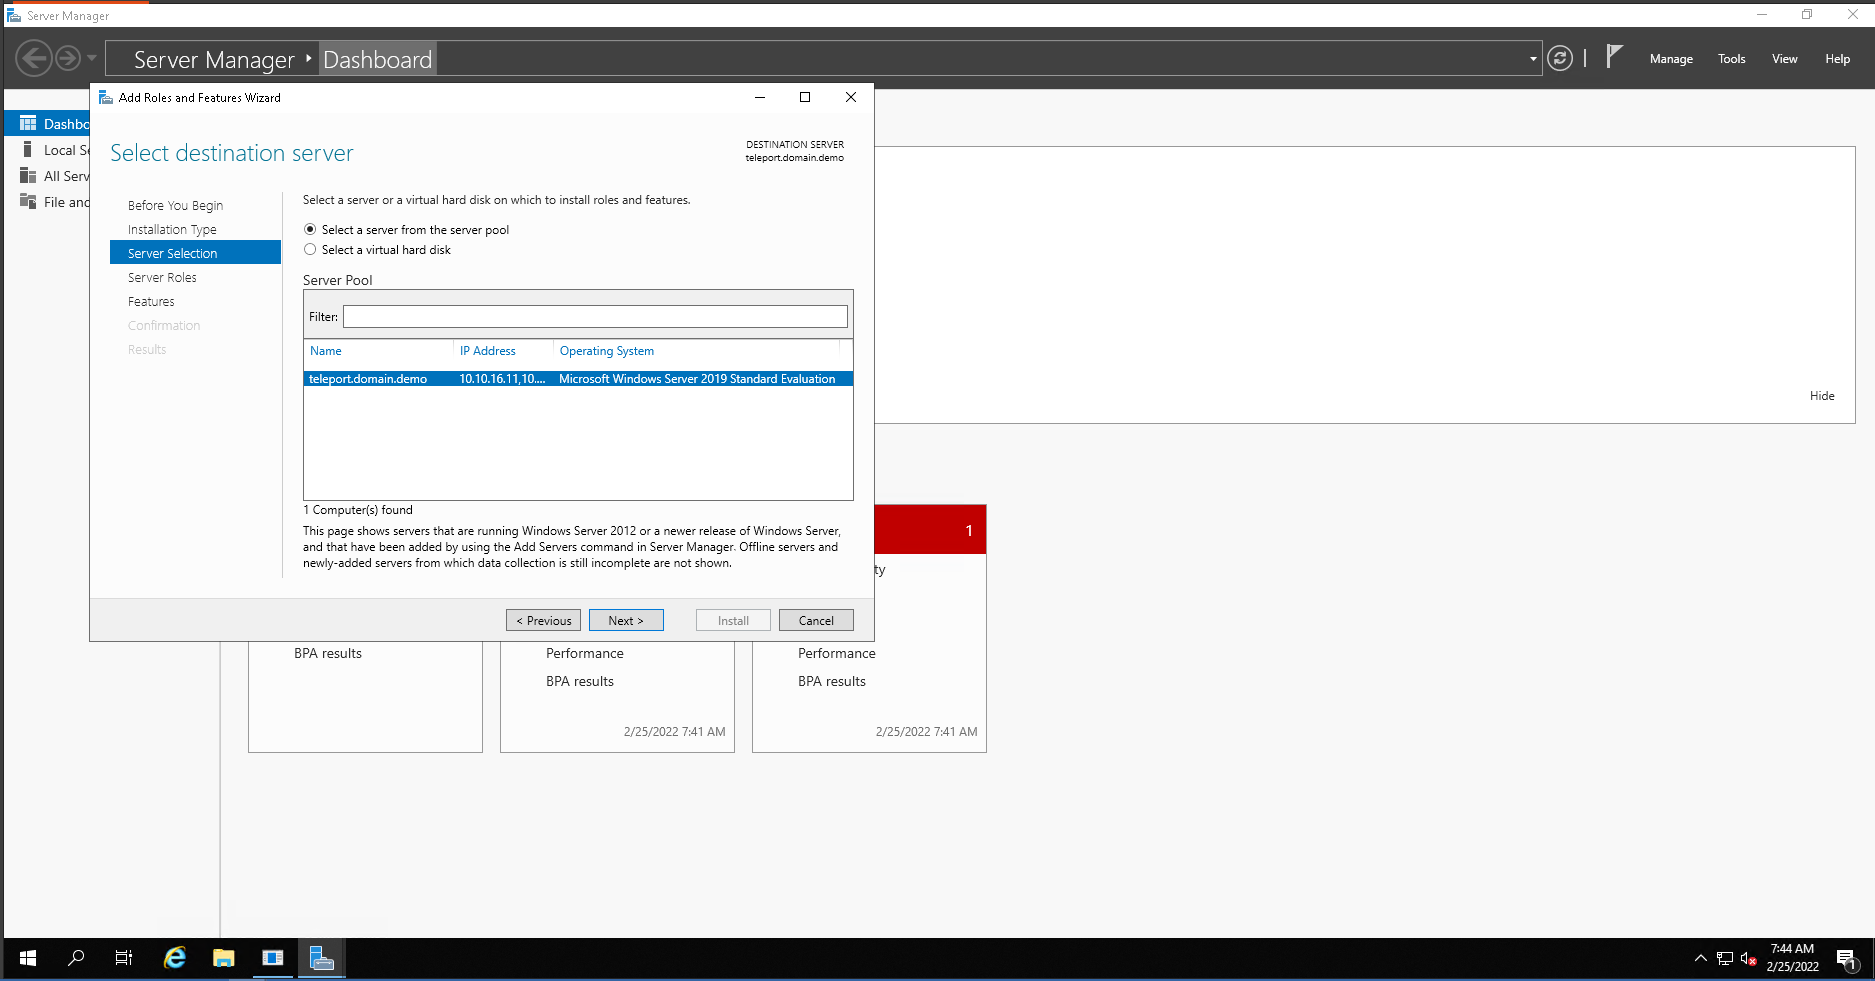 Server Manager
Server Manager ‣ Dashboard
Manage Tools View Help
Add Roles and Features Wizard
Select destination server
DESTINATION SERVER
teleport.domain.demo
Before You Begin
Installation Type
Server Selection
Server Roles
Features
Confirmation
Results
Select a server or a virtual hard disk on which to install roles and features.
Select a server from the server pool
Select a virtual hard disk
Server Pool
Filter:
Name IP Address Operating System
teleport.domain.demo 10.10.16.11,10.... Microsoft Windows Server 2019 Standard Evaluation
1 Computer(s) found
This page shows servers that are running Windows Server 2012 or a newer release of Windows Server,
and that have been added by using the Add Servers command in Server Manager. Offline servers and
newly-added servers from which data collection is still incomplete are not shown.
< Previous Next > Install Cancel
Dashbo
Local Se
All Serv
File and
Hide
1
ty
BPA results
Performance
BPA results
2/25/2022 7:41 AM
Performance
BPA results
2/25/2022 7:41 AM
7:44 AM
2/25/2022
1